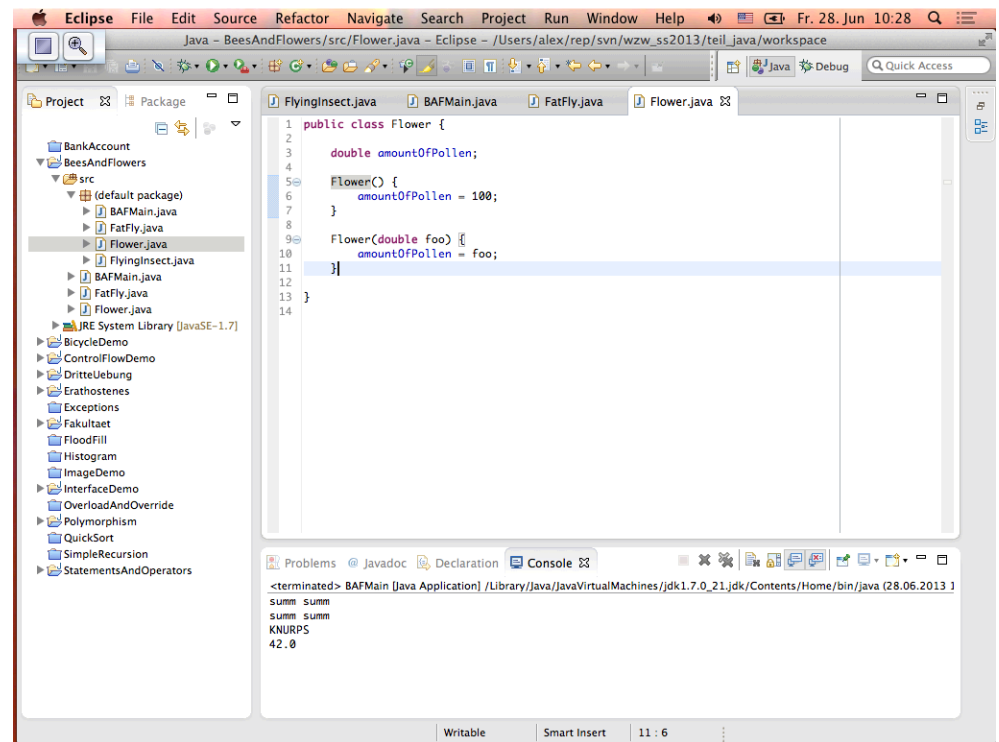 Eclipse File Edit Source Refactor Navigate Search Project Run Window Help Fr. 28. Jun 10:28
Java – BeesAndFlowers/src/Flower.java – Eclipse – /Users/alex/rep/svn/wzw_ss2013/teil_java/workspace
Java Debug Quick Access
Project Package
BankAccount
BeesAndFlowers
src
(default package)
BAFMain.java
FatFly.java
Flower.java
FlyingInsect.java
BAFMain.java
FatFly.java
Flower.java
JRE System Library [JavaSE-1.7]
BicycleDemo
ControlFlowDemo
DritteUebung
Erathostenes
Exceptions
Fakultaet
FloodFill
Histogram
ImageDemo
InterfaceDemo
OverloadAndOverride
Polymorphism
QuickSort
SimpleRecursion
StatementsAndOperators
FlyingInsect.java BAFMain.java FatFly.java Flower.java
1 public class Flower {
2
3 double amountOfPollen;
4
5 Flower() {
6 amountOfPollen = 100;
7 }
8
9 Flower(double foo) {
10 amountOfPollen = foo;
11 }
12
13 }
14
Problems @ Javadoc Declaration Console
<terminated> BAFMain [Java Application] /Library/Java/JavaVirtualMachines/jdk1.7.0_21.jdk/Contents/Home/bin/java (28.06.2013 1
summ summ
summ summ
KNURPS
42.0
Writable Smart Insert 11 : 6